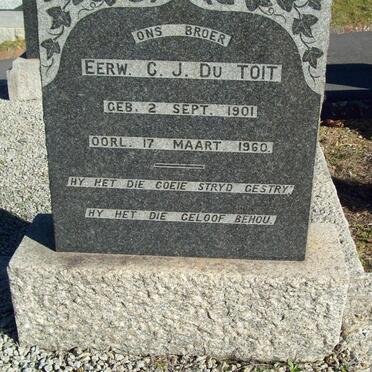 ONS BROER
EERW. C. J. DU TOIT
GEB. 2 SEPT. 1901
OORL. 17 MAART 1960.
HY HET DIE GOEIE STRYD GESTRY.
HY HET DIE GELOOF BEHOU.